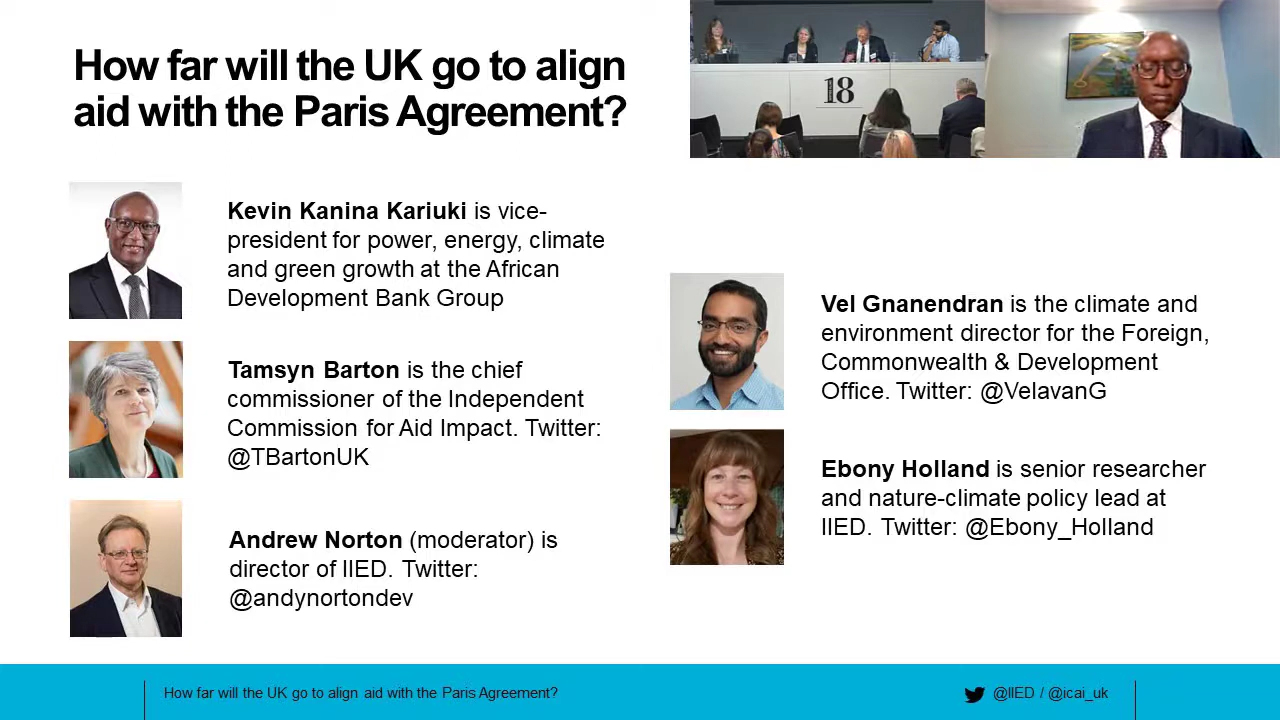 How far will the UK go to align
aid with the Paris Agreement?
18
Kevin Kanina Kariuki is vice-
president for power, energy, climate
and green growth at the African
Development Bank Group
Tamsyn Barton is the chief
commissioner of the Independent
Commission for Aid Impact. Twitter:
@TBartonUK
Andrew Norton (moderator) is
director of IIED. Twitter:
@andynortondev
Vel Gnanendran is the climate and
environment director for the Foreign,
Commonwealth & Development
Office. Twitter: @VelavanG
Ebony Holland is senior researcher
and nature-climate policy lead at
IIED. Twitter: @Ebony_Holland
How far will the UK go to align aid with the Paris Agreement?
@IIED / @icai_uk